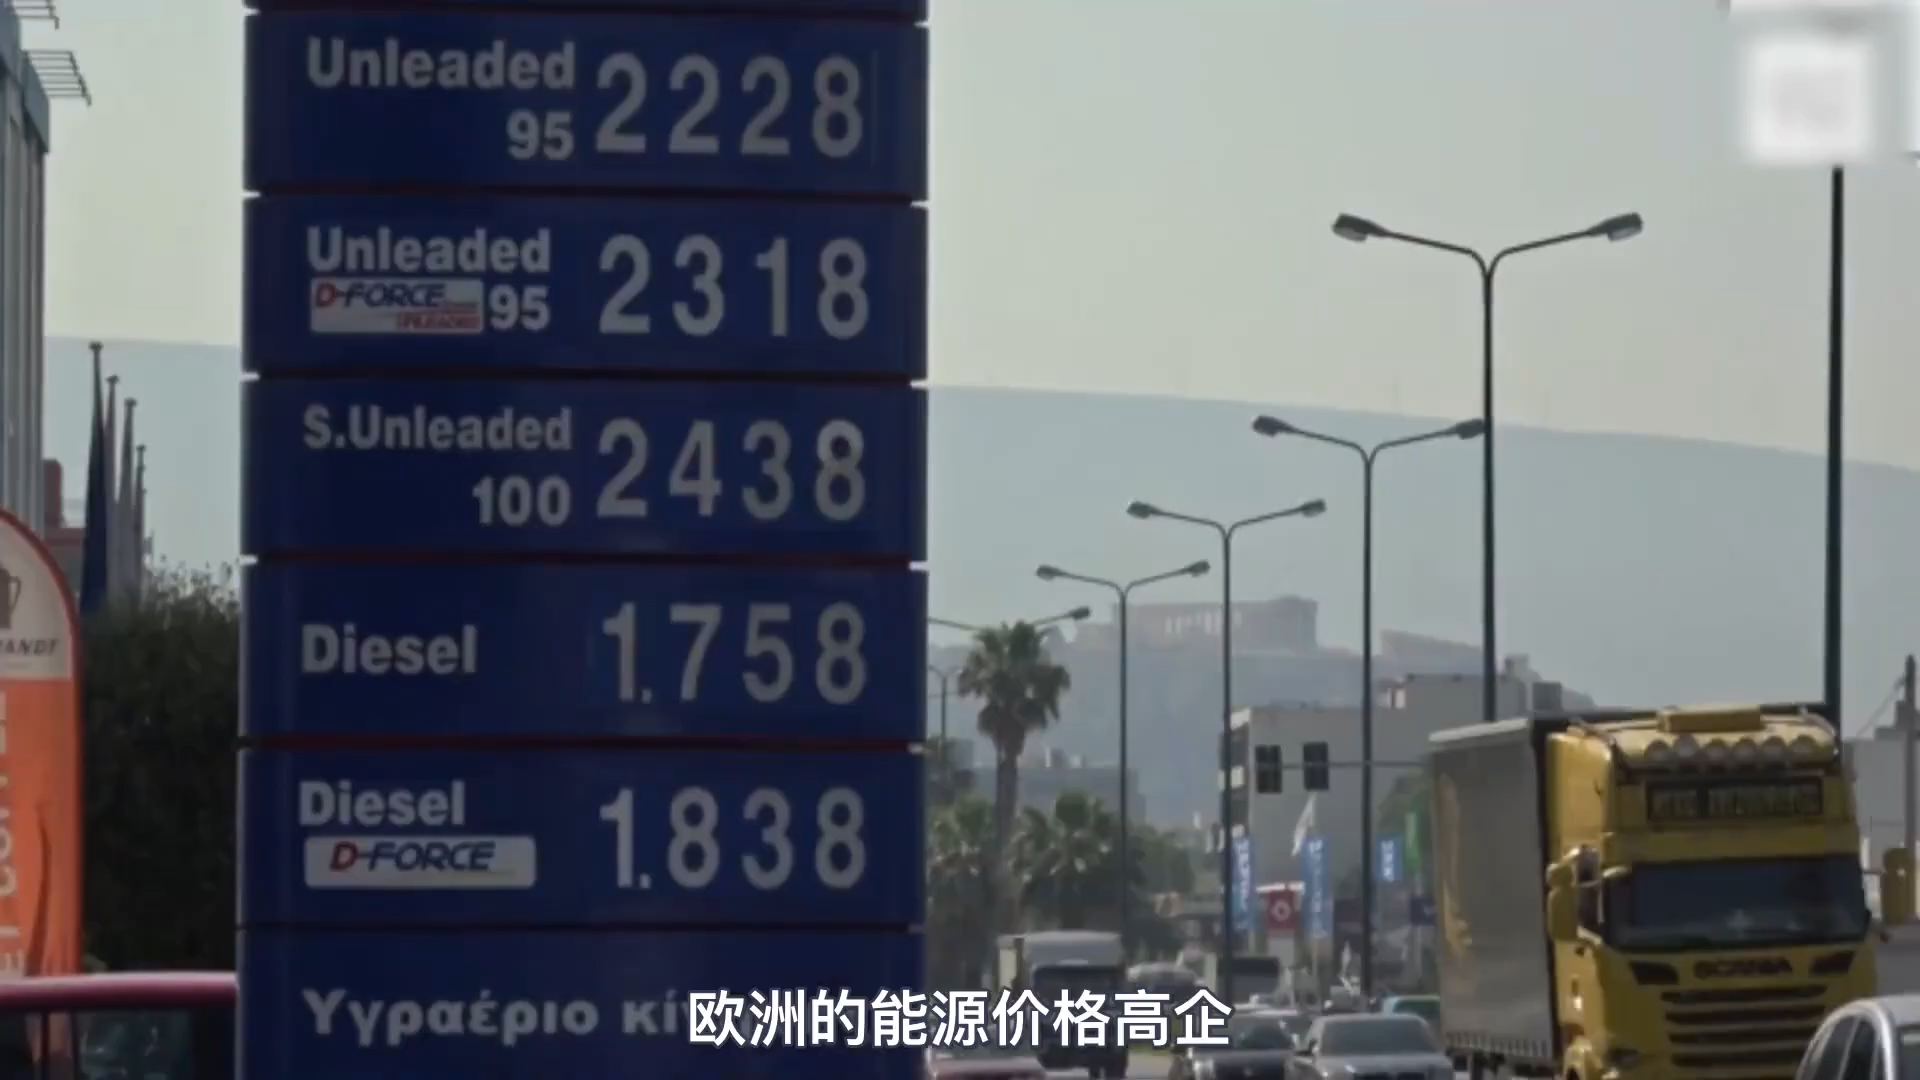 Unleaded
95 2228
Unleaded
D-FORCE 95 2318
S.Unleaded
100 2438
Diesel 1.758
Diesel
D-FORCE 1.838
Υγραέριο κί
欧洲的能源价格高企
SCANIA